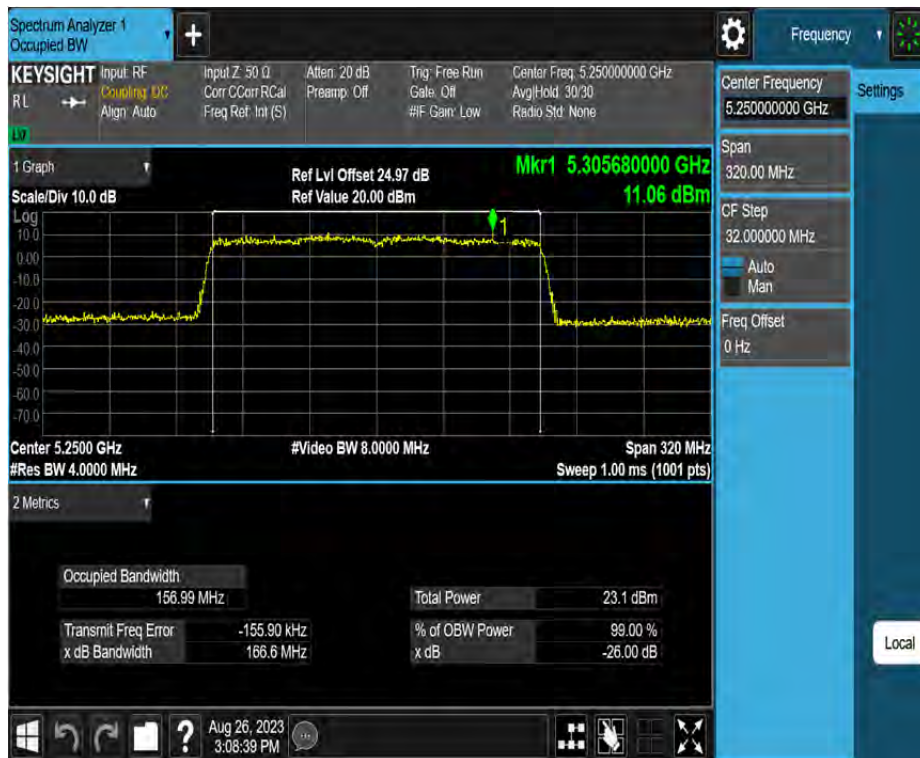 Spectrum Analyzer 1
Occupied BW
+
Frequency
KEYSIGHT
RL
Input: RF
Coupling: DC
Align: Auto
Input Z: 50 Ω
Corr CCorr RCal
Freq Ref: Int (S)
Atten: 20 dB
Preamp: Off
Trig: Free Run
Gate: Off
#IF Gain: Low
Center Freq: 5.250000000 GHz
Avg|Hold: 30/30
Radio Std: None
Center Frequency
5.250000000 GHz
Settings
Span
320.00 MHz
CF Step
32.000000 MHz
Auto
Man
Freq Offset
0 Hz
1 Graph
Scale/Div 10.0 dB
Ref Lvl Offset 24.97 dB
Ref Value 20.00 dBm
Mkr1 5.305680000 GHz
11.06 dBm
Log
10.0
0.00
-10.0
-20.0
-30.0
-40.0
-50.0
-60.0
-70.0
1
Center 5.2500 GHz
#Res BW 4.0000 MHz
#Video BW 8.0000 MHz
Span 320 MHz
Sweep 1.00 ms (1001 pts)
2 Metrics
Occupied Bandwidth
156.99 MHz
Total Power 23.1 dBm
Transmit Freq Error -155.90 kHz
% of OBW Power 99.00 %
x dB Bandwidth 166.6 MHz
x dB -26.00 dB
Local
?
Aug 26, 2023
3:08:39 PM